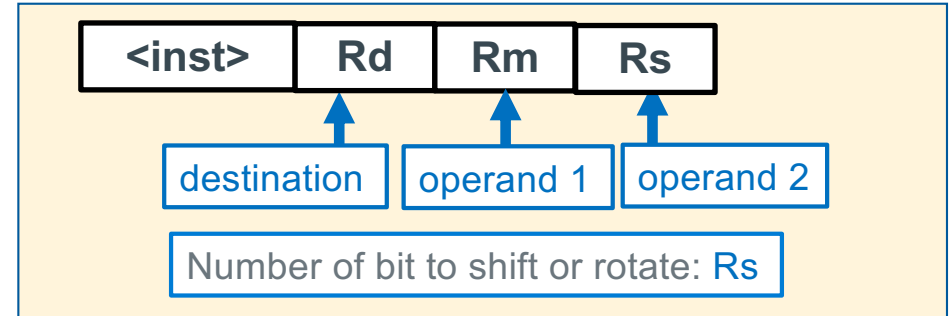 <inst> Rd Rm Rs
destination operand 1 operand 2
Number of bit to shift or rotate: Rs